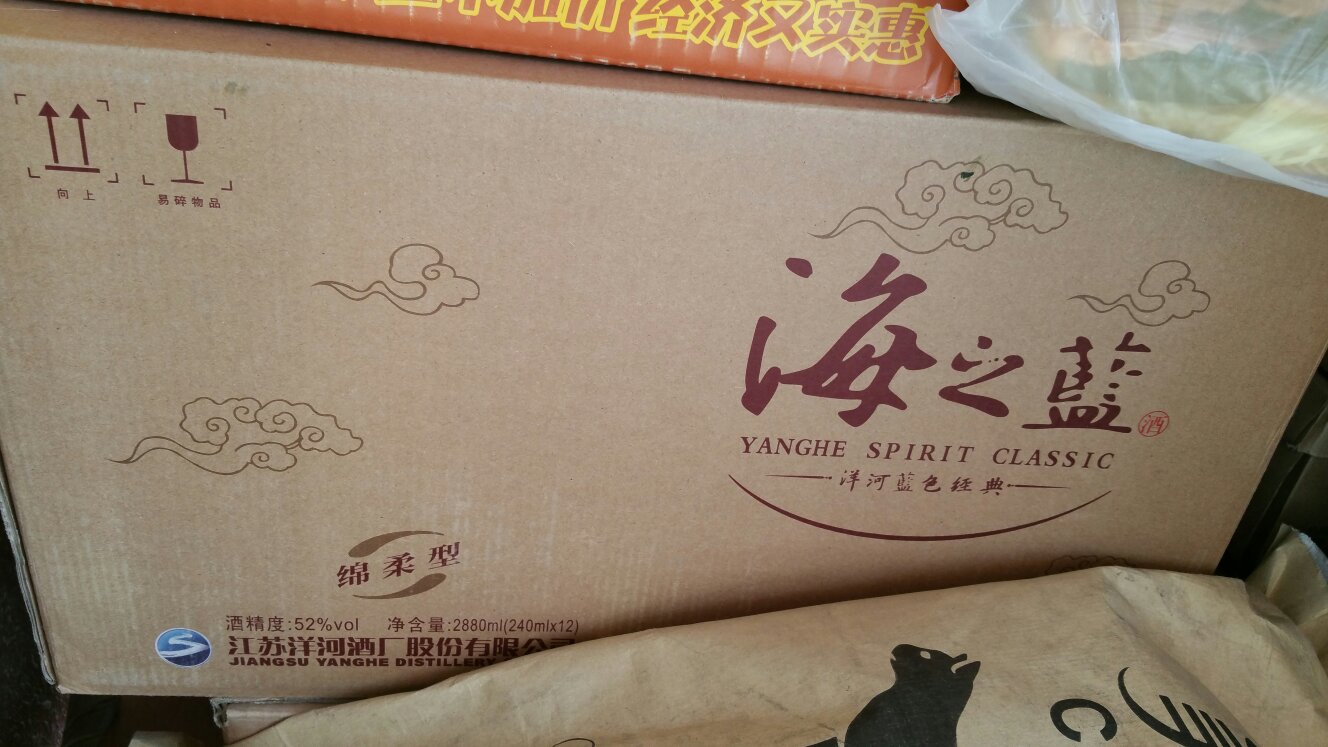 经济又实惠
向上
易碎物品
海之藍
酒
YANGHE SPIRIT CLASSIC
洋河藍色经典
绵柔型
酒精度:52%vol 净含量:2880ml(240mlx12)
江苏洋河酒厂股份有限公司
JIANGSU YANGHE DISTILLERY
C